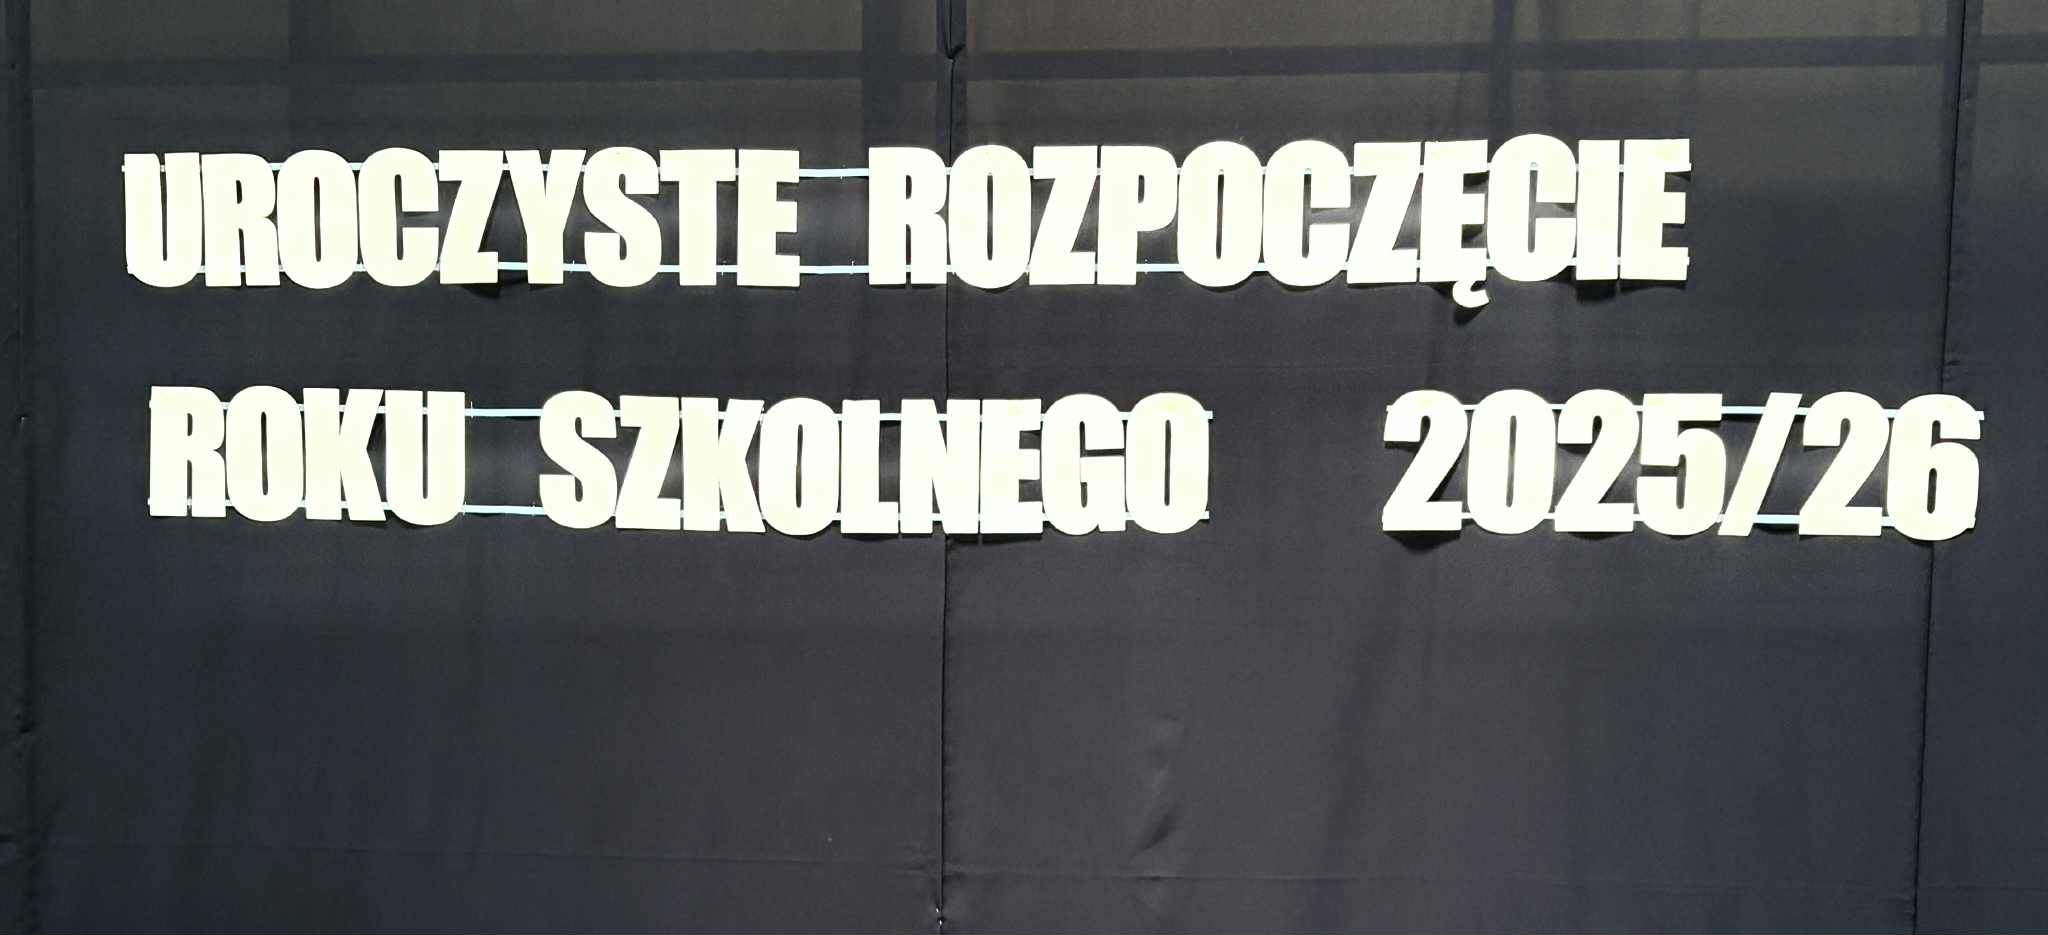 UROCZYSTE ROZPOCZĘCIE
ROKU SZKOLNEGO 2025/26